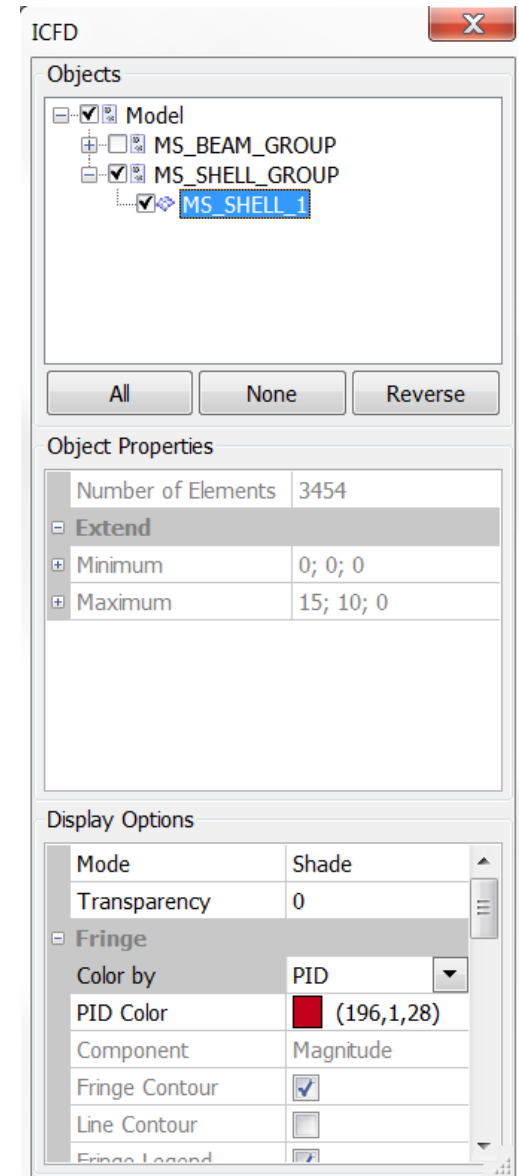 ICFD
Objects
Model
MS_BEAM_GROUP
MS_SHELL_GROUP
MS_SHELL_1
All None Reverse
Object Properties
Number of Elements 3454
Extend
Minimum 0; 0; 0
Maximum 15; 10; 0
Display Options
Mode Shade
Transparency 0
Fringe
Color by PID
PID Color (196,1,28)
Component Magnitude
Fringe Contour
Line Contour
Fringe Legend